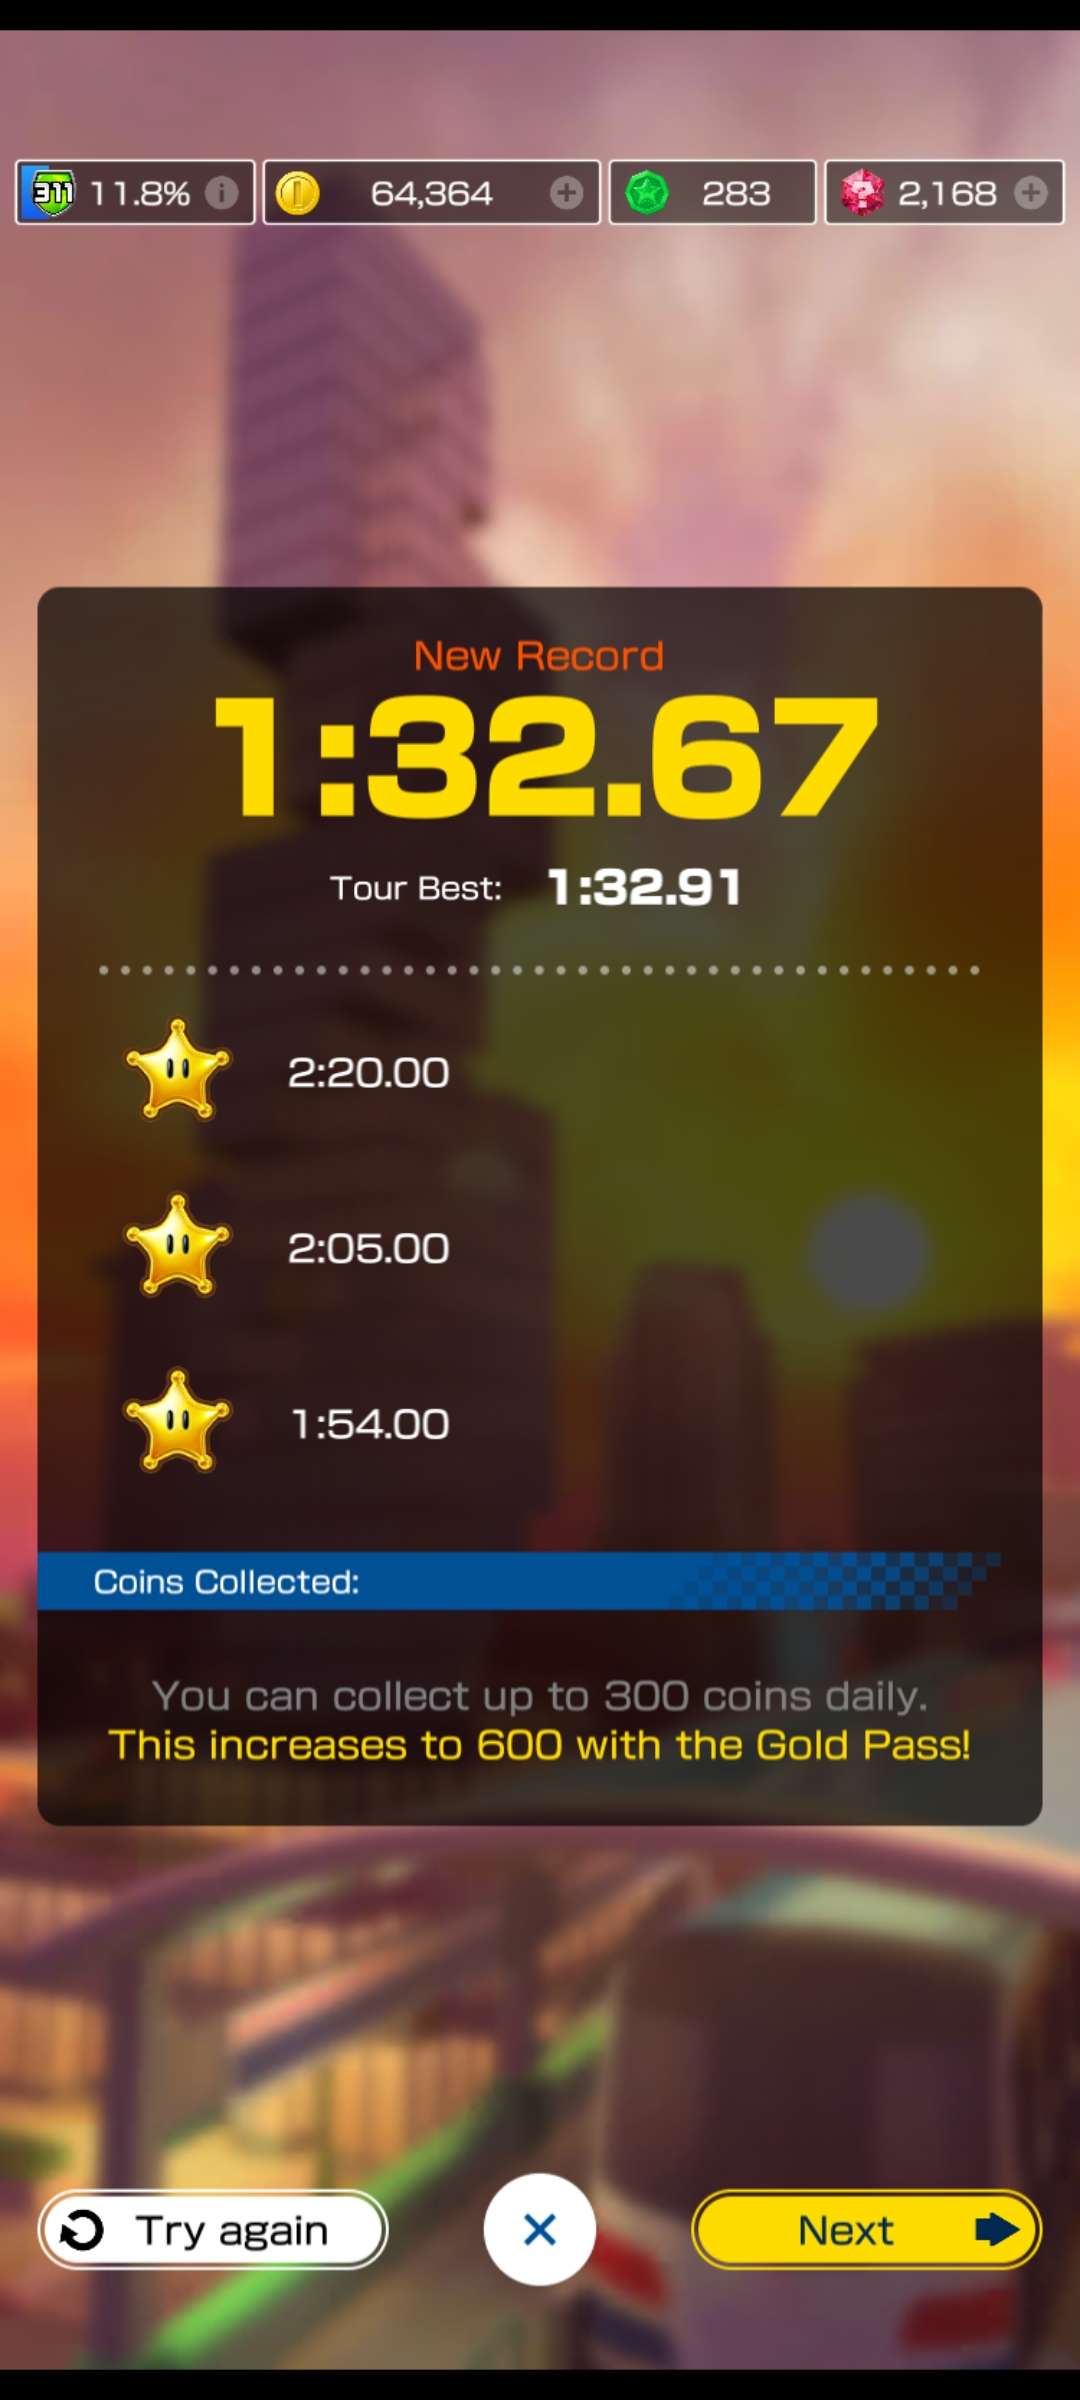 311 11.8% i 64,364 + 283 2,168 +
New Record
1:32.67
Tour Best: 1:32.91
2:20.00
2:05.00
1:54.00
Coins Collected:
You can collect up to 300 coins daily.
This increases to 600 with the Gold Pass!
Try again × Next